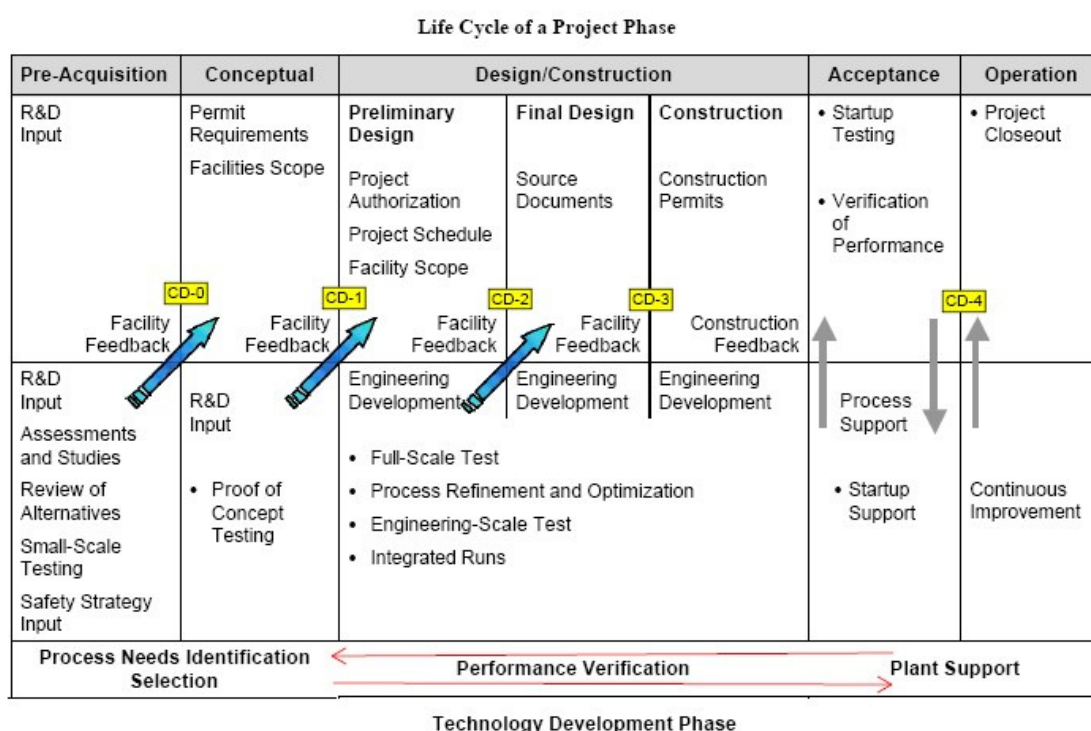 Life Cycle of a Project Phase
Pre-Acquisition
Conceptual
Design/Construction
Acceptance
Operation
R&D
Input
Permit
Requirements
Facilities Scope
Preliminary
Design
Project
Authorization
Project Schedule
Facility Scope
Final Design
Source
Documents
Construction
Construction
Permits
• Startup
Testing
• Verification
of
Performance
• Project
Closeout
CD-0
CD-1
CD-2
CD-3
CD-4
Facility
Feedback
Facility
Feedback
Facility
Feedback
Facility
Feedback
Construction
Feedback
R&D
Input
Assessments
and Studies
Review of
Alternatives
Small-Scale
Testing
Safety Strategy
Input
R&D
Input
• Proof of
Concept
Testing
Engineering
Development
Engineering
Development
Engineering
Development
• Full-Scale Test
• Process Refinement and Optimization
• Engineering-Scale Test
• Integrated Runs
Process
Support
• Startup
Support
Continuous
Improvement
Process Needs Identification
Selection
Performance Verification
Plant Support
Technology Development Phase